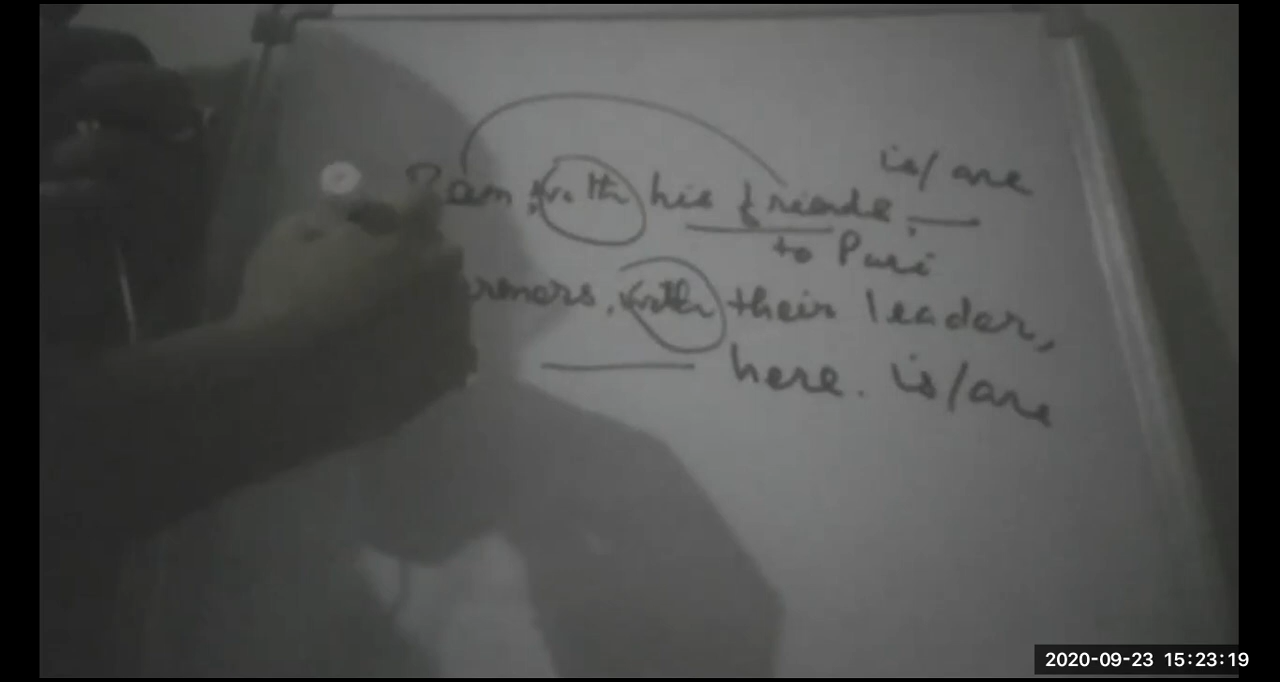 is/are
Ram, with his friends, ___
to Puri
rmers, with their leader,
___ here. is/are
2020-09-23 15:23:19